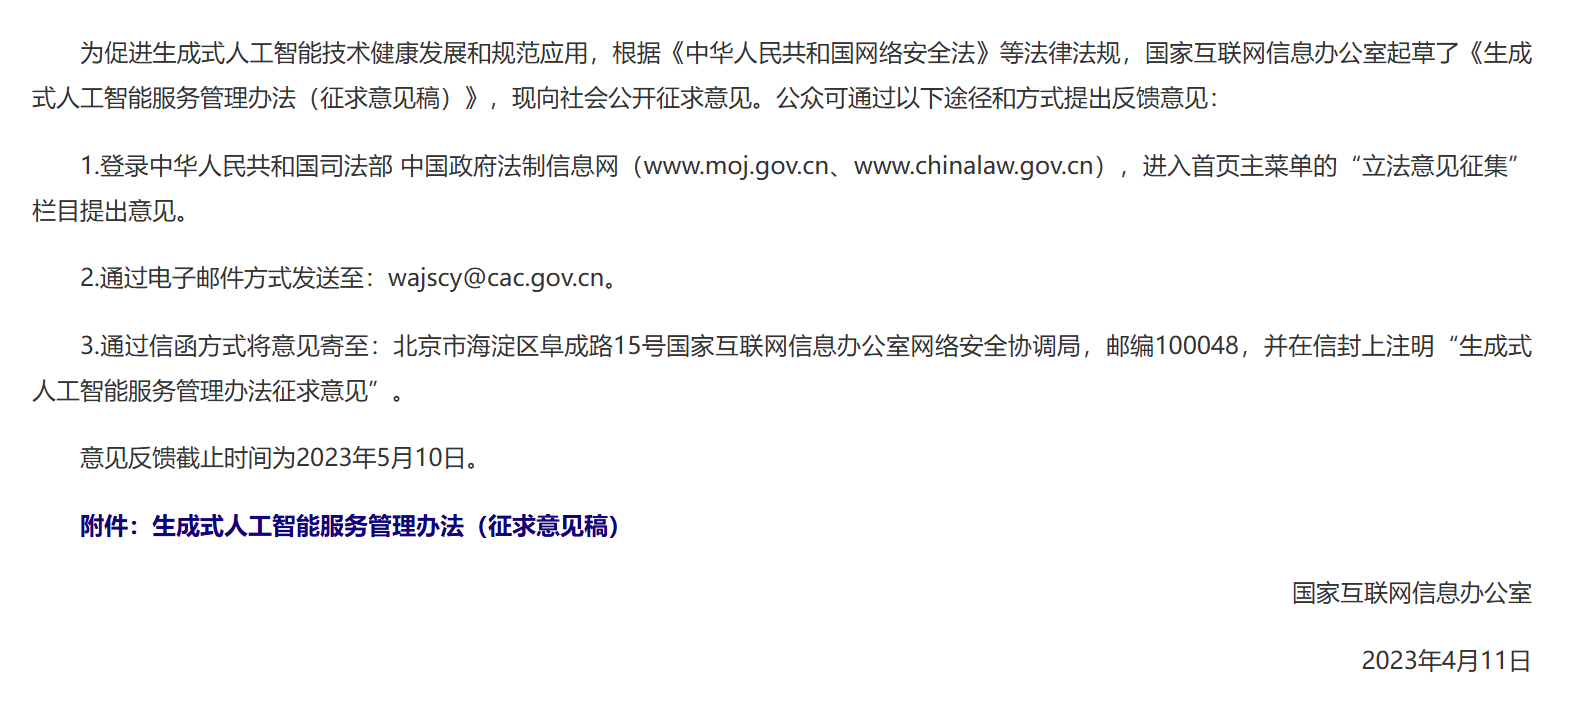 为促进生成式人工智能技术健康发展和规范应用，根据《中华人民共和国网络安全法》等法律法规，国家互联网信息办公室起草了《生成
式人工智能服务管理办法（征求意见稿）》，现向社会公开征求意见。公众可通过以下途径和方式提出反馈意见：
1.登录中华人民共和国司法部 中国政府法制信息网（www.moj.gov.cn、www.chinalaw.gov.cn），进入首页主菜单的“立法意见征集”
栏目提出意见。
2.通过电子邮件方式发送至：wajscy@cac.gov.cn。
3.通过信函方式将意见寄至：北京市海淀区阜成路15号国家互联网信息办公室网络安全协调局，邮编100048，并在信封上注明“生成式
人工智能服务管理办法征求意见”。
意见反馈截止时间为2023年5月10日。
附件：生成式人工智能服务管理办法（征求意见稿）
国家互联网信息办公室
2023年4月11日